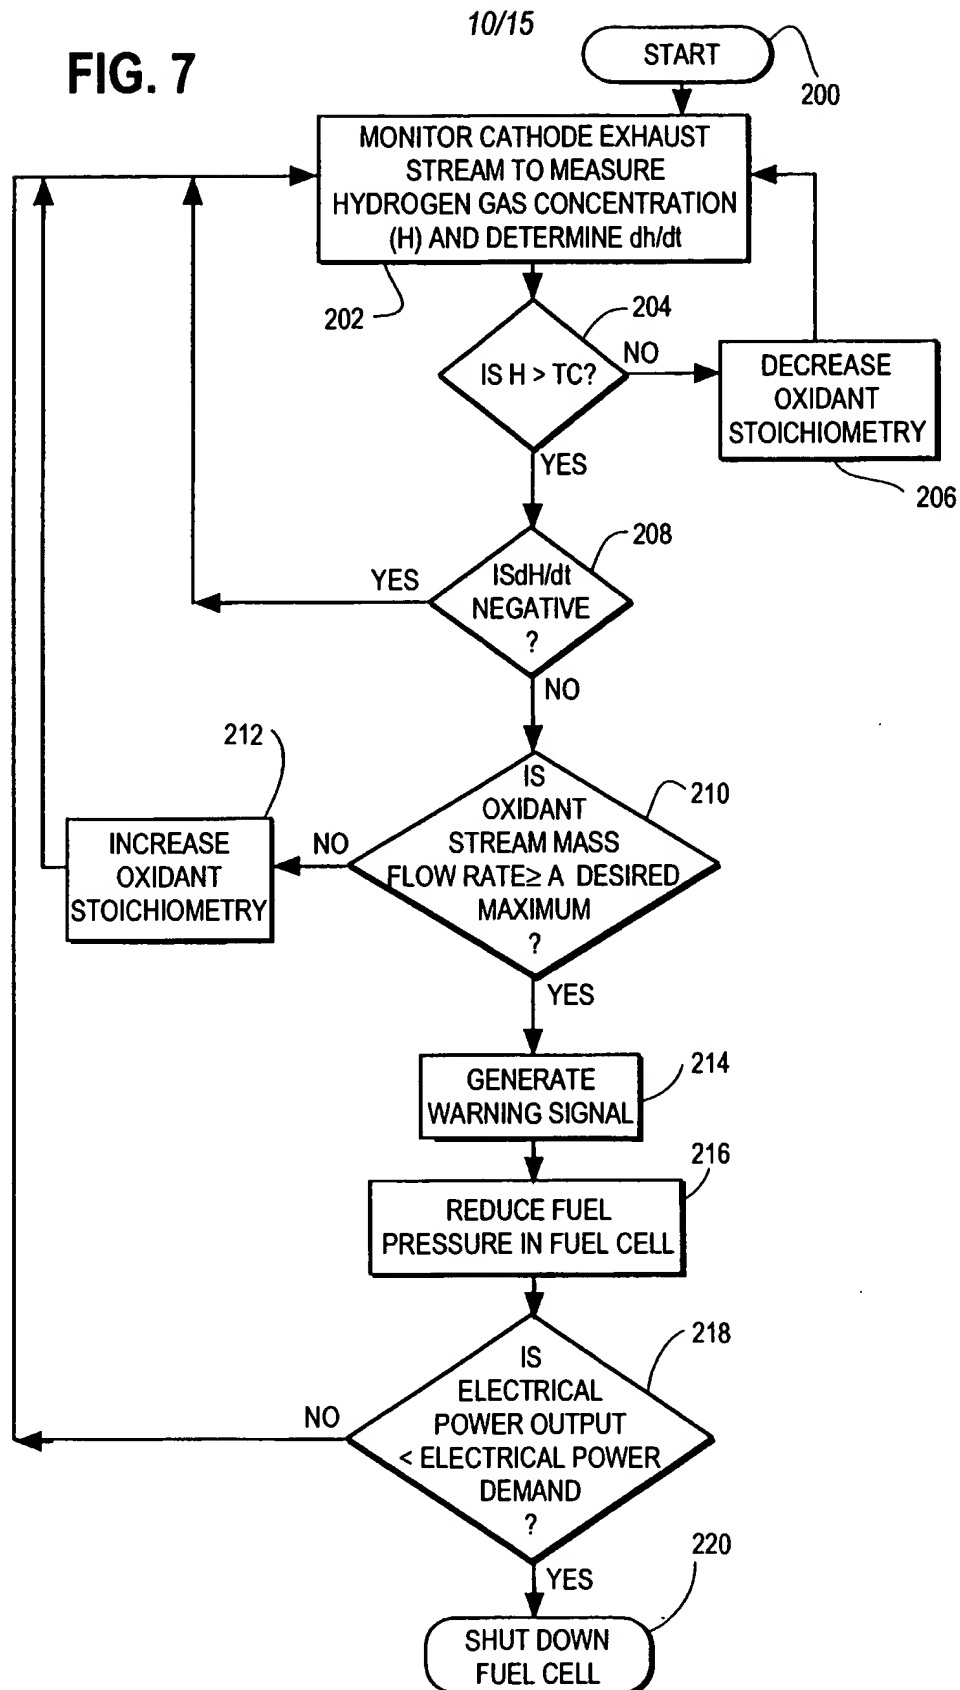 10/15
FIG. 7
START
200
MONITOR CATHODE EXHAUST
STREAM TO MEASURE
HYDROGEN GAS CONCENTRATION
(H) AND DETERMINE dh/dt
202
204
IS H > TC?
NO
DECREASE
OXIDANT
STOICHIOMETRY
206
YES
208
ISdH/dt
NEGATIVE
?
YES
NO
212
INCREASE
OXIDANT
STOICHIOMETRY
NO
IS
OXIDANT
STREAM MASS
FLOW RATE≥ A DESIRED
MAXIMUM
?
210
YES
GENERATE
WARNING SIGNAL
214
216
REDUCE FUEL
PRESSURE IN FUEL CELL
218
IS
ELECTRICAL
POWER OUTPUT
< ELECTRICAL POWER
DEMAND
?
NO
YES
220
SHUT DOWN
FUEL CELL